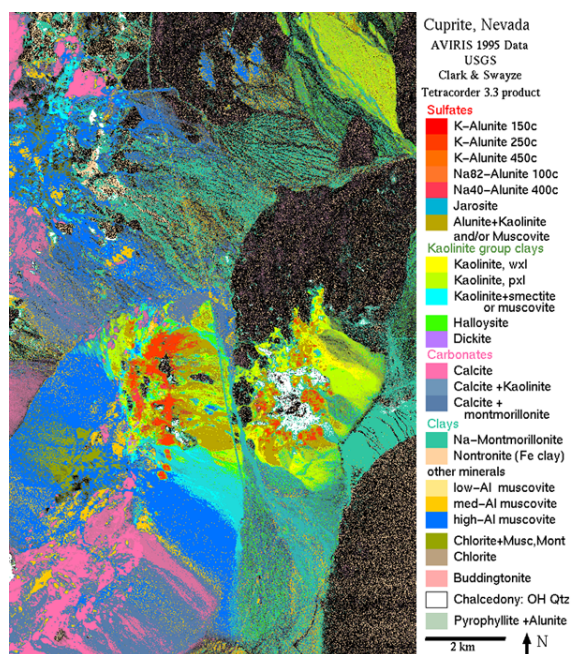 Cuprite, Nevada
AVIRIS 1995 Data
USGS
Clark & Swayze
Tetracorder 3.3 product
Sulfates
K-Alunite 150c
K-Alunite 250c
K-Alunite 450c
Na82-Alunite 100c
Na40-Alunite 400c
Jarosite
Alunite+Kaolinite
and/or Muscovite
Kaolinite group clays
Kaolinite, wxl
Kaolinite, pxl
Kaolinite+smectite
or muscovite
Halloysite
Dickite
Carbonates
Calcite
Calcite +Kaolinite
Calcite +
montmorillonite
Clays
Na-Montmorillonite
Nontronite (Fe clay)
other minerals
low-Al muscovite
med-Al muscovite
high-Al muscovite
Chlorite+Musc,Mont
Chlorite
Buddingtonite
Chalcedony: OH Qtz
Pyrophyllite +Alunite
2 km N